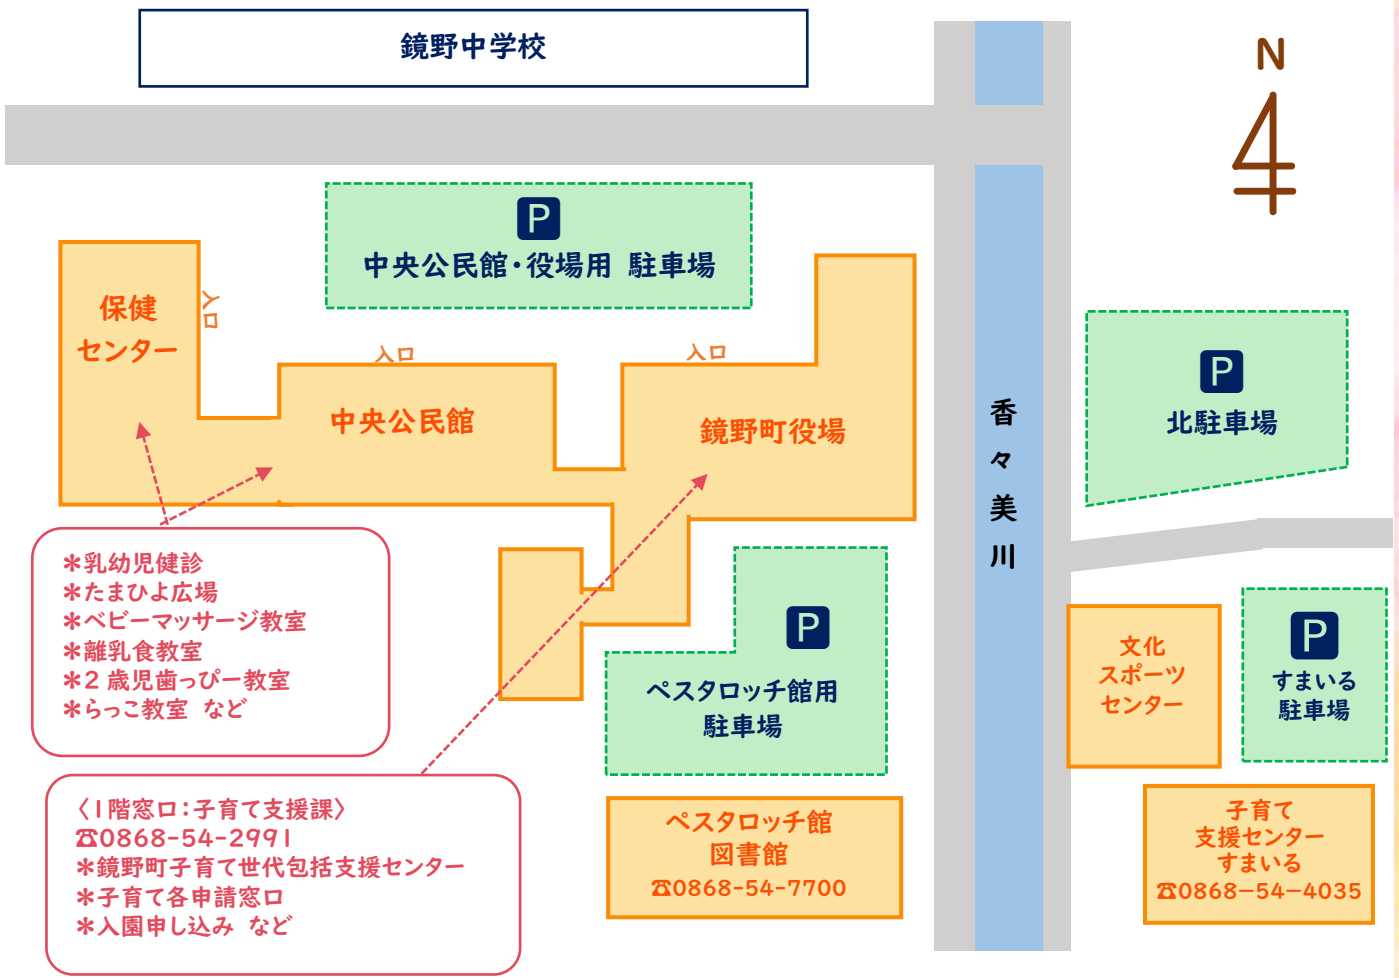 鏡野中学校
N
P
中央公民館・役場用 駐車場
保健
センター
入口
入口
入口
中央公民館
鏡野町役場
香々美川
P
北駐車場
＊乳幼児健診
＊たまひよ広場
＊ベビーマッサージ教室
＊離乳食教室
＊2 歳児歯っぴー教室
＊らっこ教室 など
P
ペスタロッチ館用
駐車場
文化
スポーツ
センター
P
すまいる
駐車場
〈1階窓口：子育て支援課〉
☎0868-54-2991
＊鏡野町子育て世代包括支援センター
＊子育て各申請窓口
＊入園申し込み など
ペスタロッチ館
図書館
☎0868-54-7700
子育て
支援センター
すまいる
☎0868－54－4035